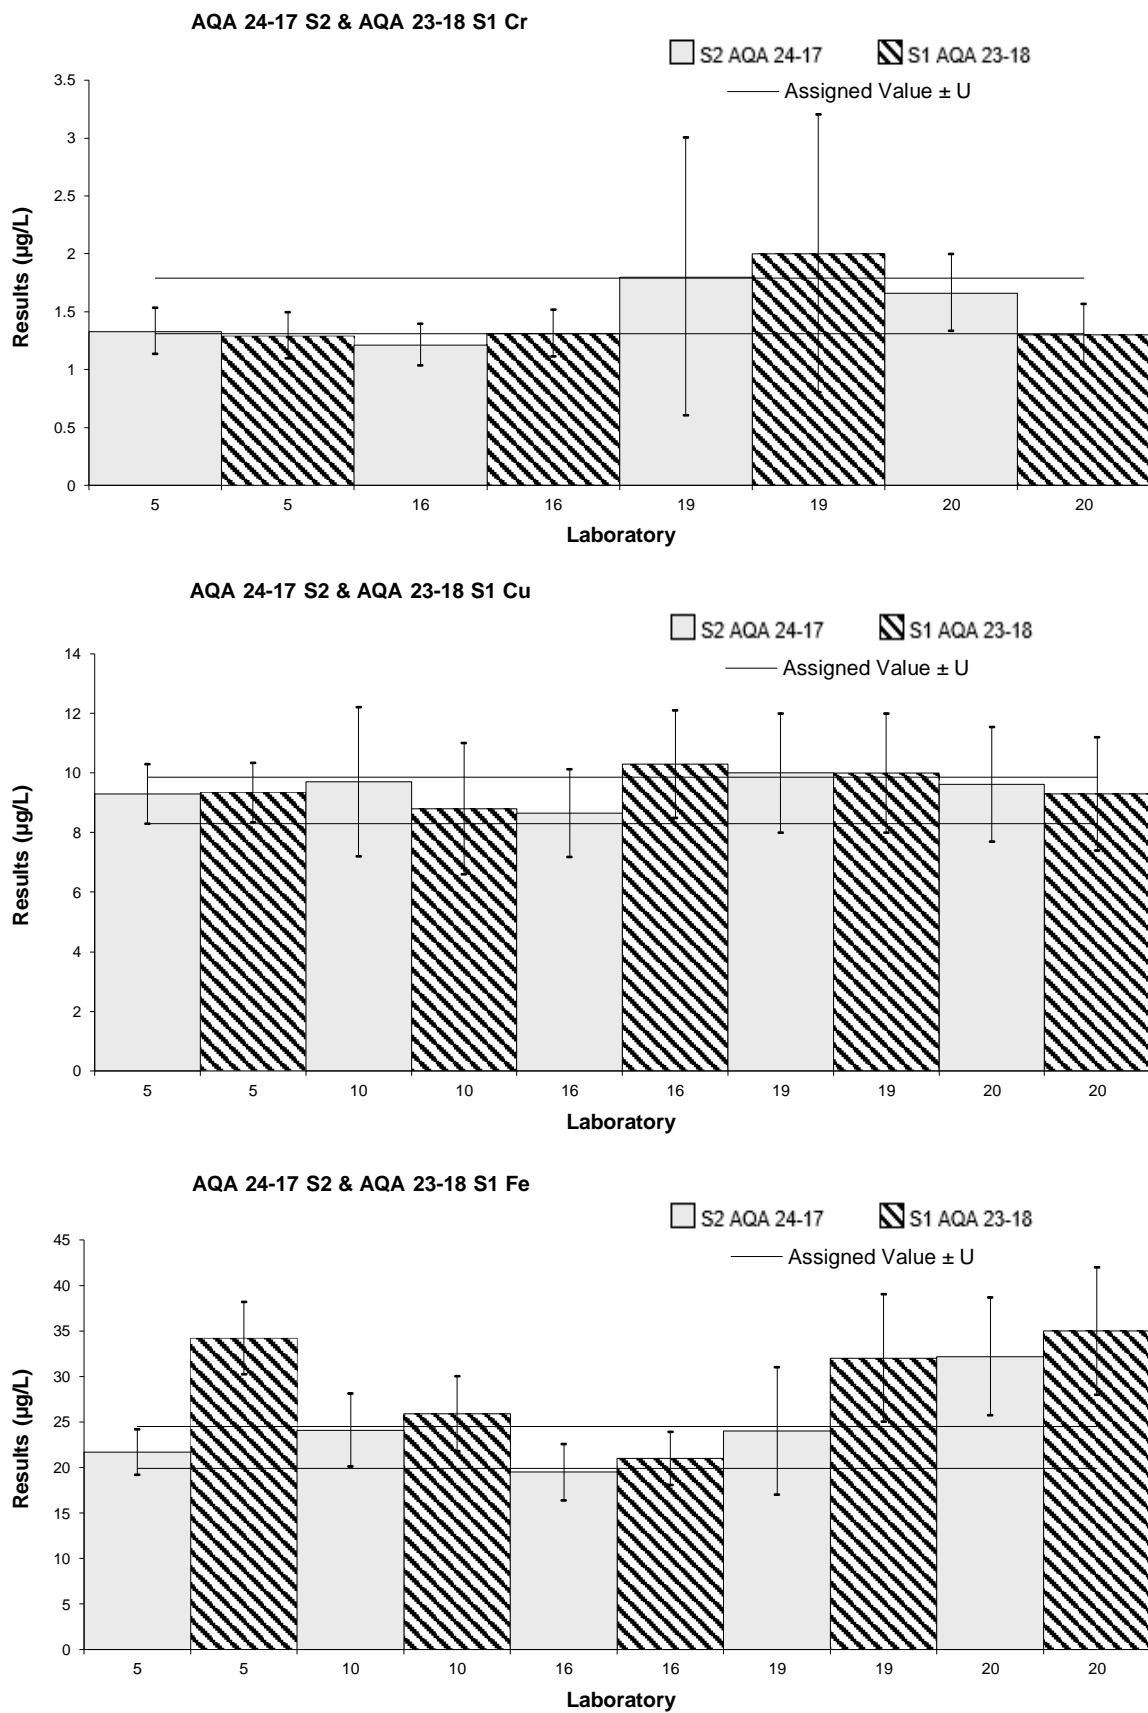 AQA 24-17 S2 & AQA 23-18 S1 Cr
S2 AQA 24-17 S1 AQA 23-18
Assigned Value ± U
3.5
3
2.5
2
1.5
1
0.5
0
Results (µg/L)
5 5 16 16 19 19 20 20
Laboratory
AQA 24-17 S2 & AQA 23-18 S1 Cu
S2 AQA 24-17 S1 AQA 23-18
Assigned Value ± U
14
12
10
8
6
4
2
0
Results (µg/L)
5 5 10 10 16 16 19 19 20 20
Laboratory
AQA 24-17 S2 & AQA 23-18 S1 Fe
S2 AQA 24-17 S1 AQA 23-18
Assigned Value ± U
45
40
35
30
25
20
15
10
5
0
Results (µg/L)
5 5 10 10 16 16 19 19 20 20
Laboratory